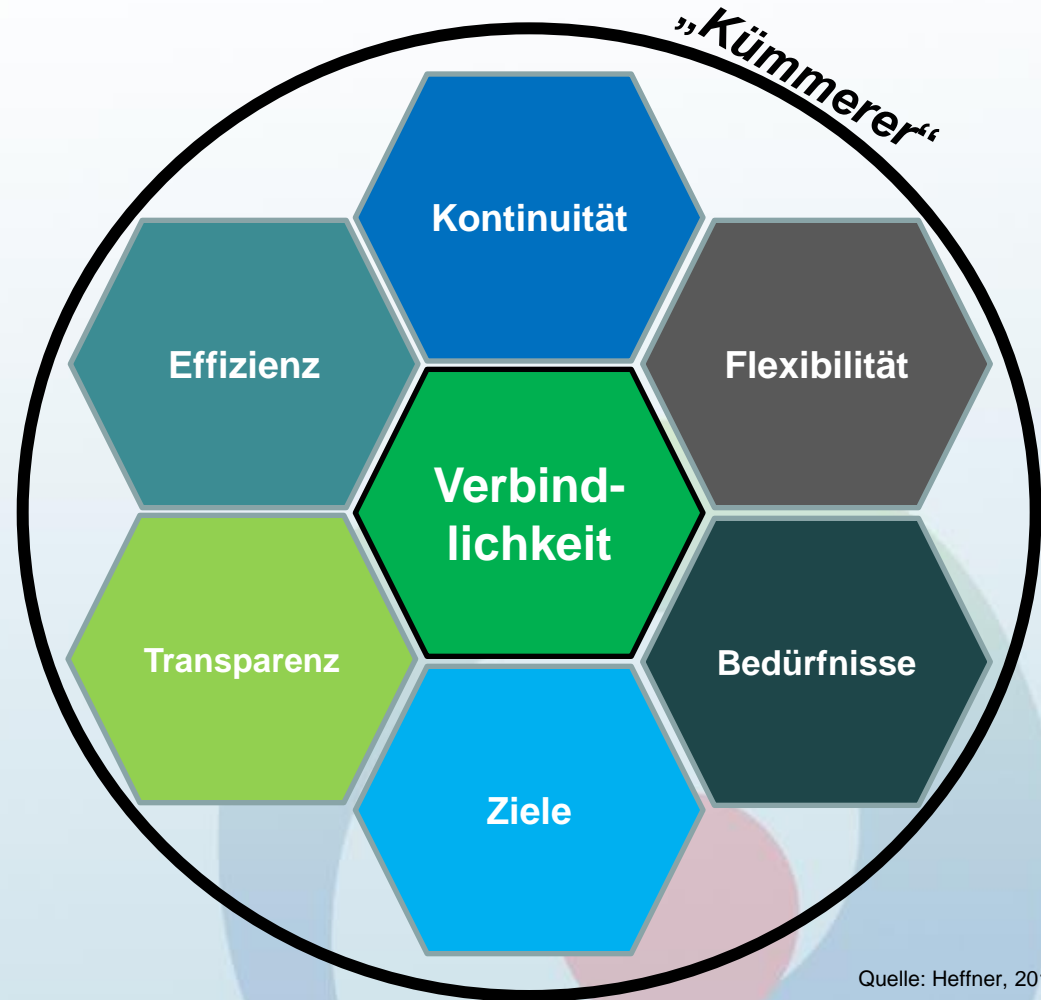 „Kümmerer“
Kontinuität
Effizienz
Flexibilität
Verbind-
lichkeit
Transparenz
Bedürfnisse
Ziele
Quelle: Heffner,